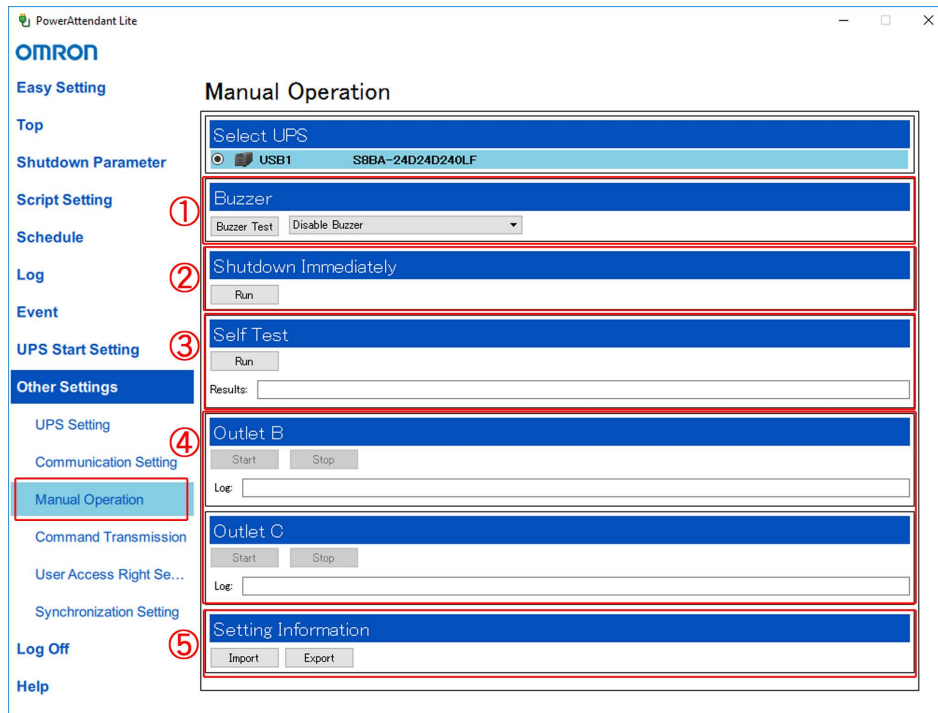 PowerAttendant Lite
OMRON
Easy Setting
Top
Shutdown Parameter
Script Setting
Schedule
Log
Event
UPS Start Setting
Other Settings
UPS Setting
Communication Setting
Manual Operation
Command Transmission
User Access Right Se...
Synchronization Setting
Log Off
Help
Manual Operation
Select UPS
USB1 S8BA-24D24D240LF
① Buzzer
Buzzer Test Disable Buzzer
② Shutdown Immediately
Run
③ Self Test
Run
Results:
④ Outlet B
Start Stop
Log:
Outlet C
Start Stop
Log:
⑤ Setting Information
Import Export